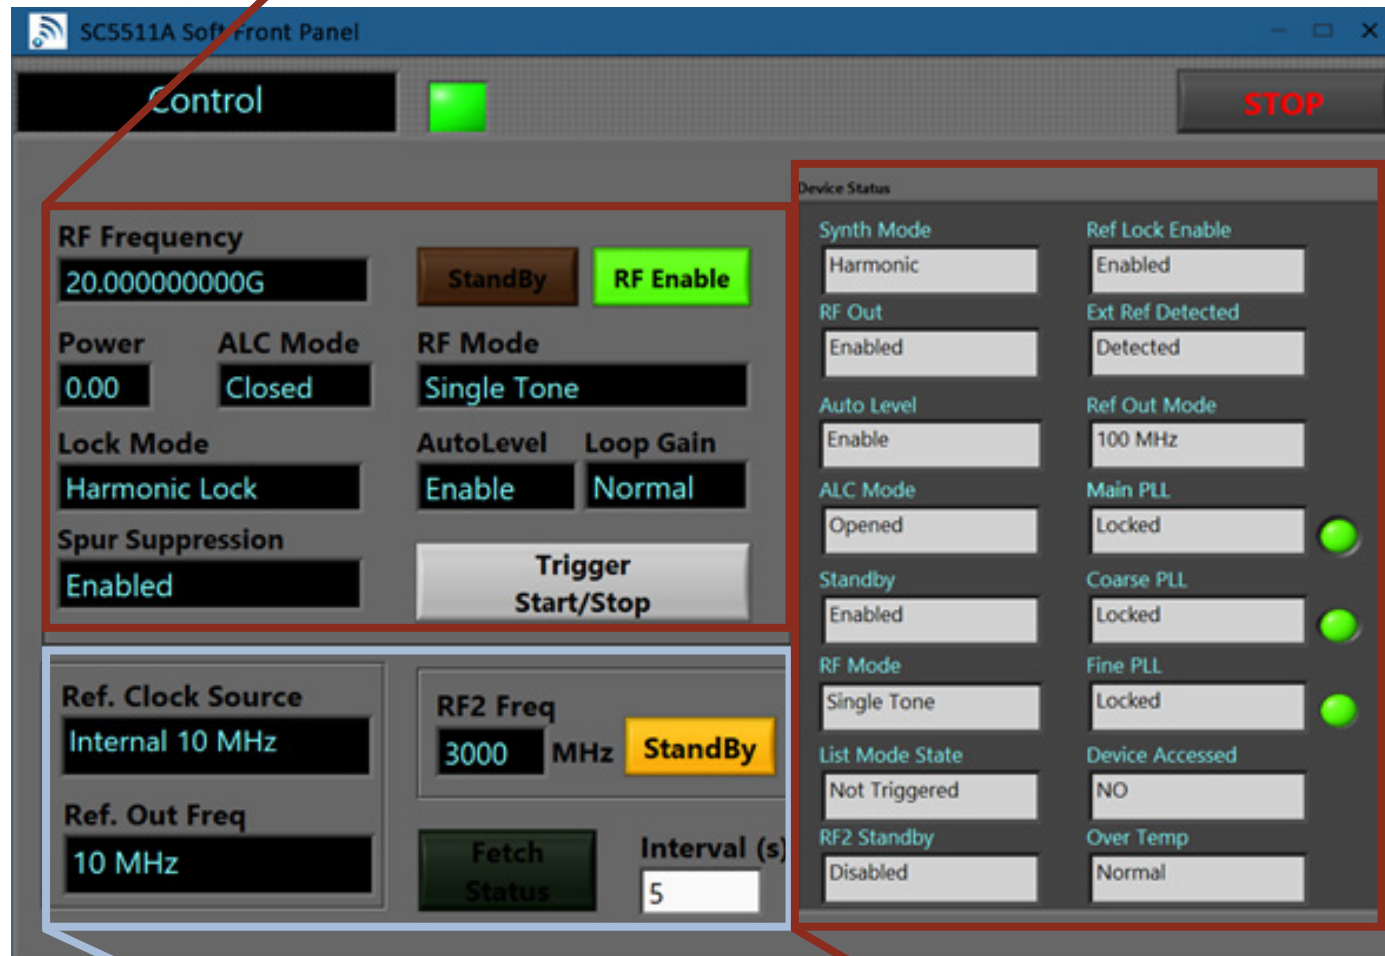 SC5511A Soft Front Panel
Control
STOP
RF Frequency
20.000000000G
StandBy
RF Enable
Power
ALC Mode
RF Mode
0.00
Closed
Single Tone
Lock Mode
AutoLevel
Loop Gain
Harmonic Lock
Enable
Normal
Spur Suppression
Enabled
Trigger
Start/Stop
Ref. Clock Source
Internal 10 MHz
Ref. Out Freq
10 MHz
RF2 Freq
3000 MHz
StandBy
Fetch
Status
Interval (s)
5
Device Status
Synth Mode
Harmonic
Ref Lock Enable
Enabled
RF Out
Enabled
Ext Ref Detected
Detected
Auto Level
Enable
Ref Out Mode
100 MHz
ALC Mode
Opened
Main PLL
Locked
Standby
Enabled
Coarse PLL
Locked
RF Mode
Single Tone
Fine PLL
Locked
List Mode State
Not Triggered
Device Accessed
NO
RF2 Standby
Disabled
Over Temp
Normal